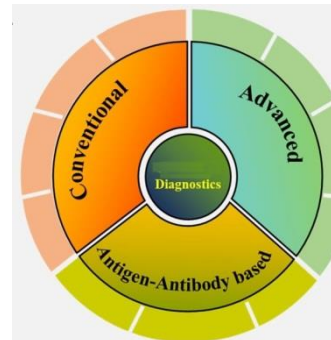 Conventional
Advanced
Diagnostics
Antigen-Antibody based